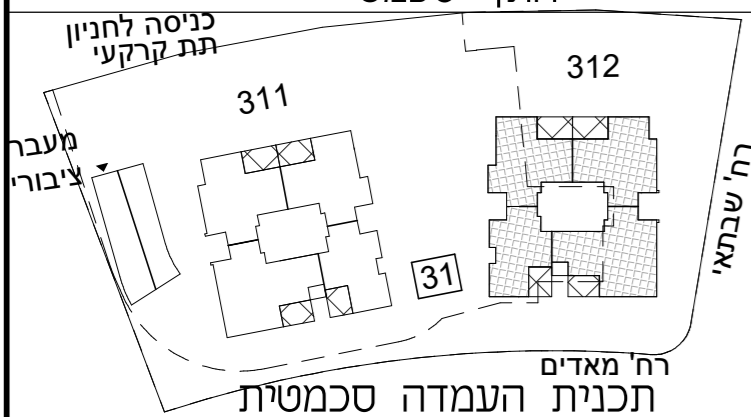 כניסה לחניון
תת קרקעי
312
311
מעבר
ציבורי
רח' שבתאי
31
רח' מאדים
תכנית העמדה סכמטית